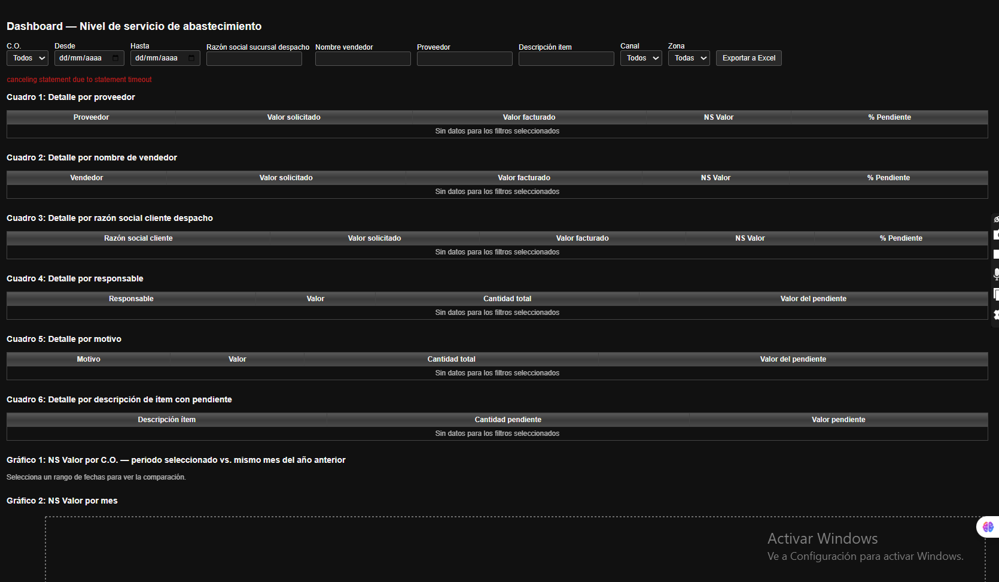 Dashboard — Nivel de servicio de abastecimiento
C.O. Desde Hasta Razón social sucursal despacho Nombre vendedor Proveedor Descripción item Canal Zona
Todos dd/mm/aaaa dd/mm/aaaa Todos Todas Exportar a Excel
canceling statement due to statement timeout
Cuadro 1: Detalle por proveedor
Proveedor Valor solicitado Valor facturado NS Valor % Pendiente
Sin datos para los filtros seleccionados
Cuadro 2: Detalle por nombre de vendedor
Vendedor Valor solicitado Valor facturado NS Valor % Pendiente
Sin datos para los filtros seleccionados
Cuadro 3: Detalle por razón social cliente despacho
Razón social cliente Valor solicitado Valor facturado NS Valor % Pendiente
Sin datos para los filtros seleccionados
Cuadro 4: Detalle por responsable
Responsable Valor Cantidad total Valor del pendiente
Sin datos para los filtros seleccionados
Cuadro 5: Detalle por motivo
Motivo Valor Cantidad total Valor del pendiente
Sin datos para los filtros seleccionados
Cuadro 6: Detalle por descripción de ítem con pendiente
Descripción ítem Cantidad pendiente Valor pendiente
Sin datos para los filtros seleccionados
Gráfico 1: NS Valor por C.O. — periodo seleccionado vs. mismo mes del año anterior
Selecciona un rango de fechas para ver la comparación.
Gráfico 2: NS Valor por mes
Activar Windows
Ve a Configuración para activar Windows.